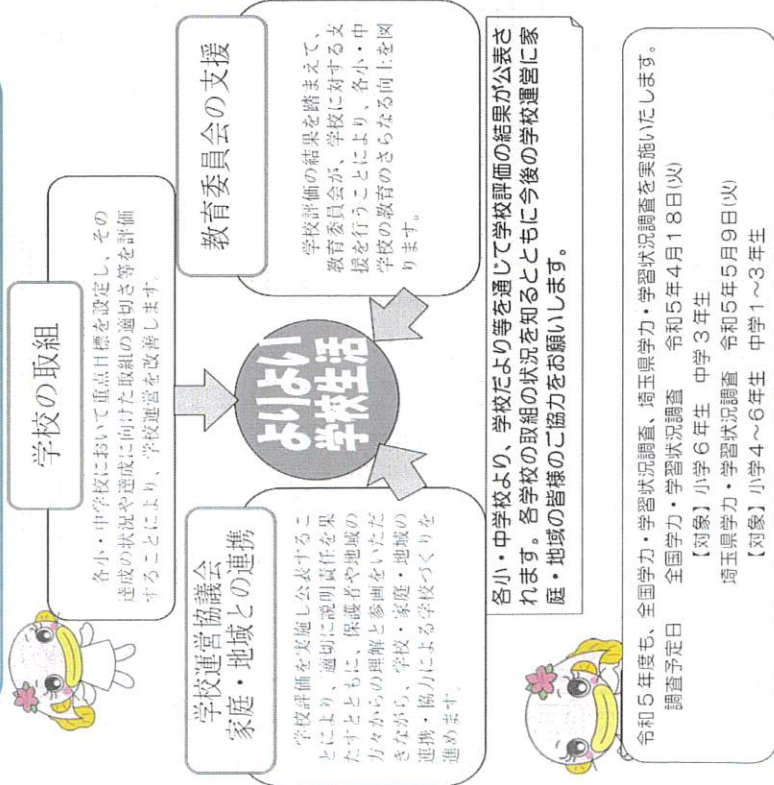 学校の取組
各小・中学校において重点目標を設定し、その
達成の状況や達成に向けた取組の適切さ等を評価
することにより、学校運営を改善します。
学校運営協議会
家庭・地域との連携
学校評価を実施し公表するこ
とにより、適切に説明責任を果
たすとともに、保護者や地域の
方々からの理解と参画をいただ
きながら、学校・家庭・地域の
連携・協力による学校づくりを
進めます。
よりよい
学校生活
教育委員会の支援
学校評価の結果を踏まえて、
教育委員会が、学校に対する支
援を行うことにより、各小・中
学校の教育のさらなる向上を図
ります。
各小・中学校より、学校だより等を通じて学校評価の結果が公表さ
れます。各学校の取組の状況を知るとともに今後の学校運営に家
庭・地域の皆様のご協力をお願いします。
令和5年度も、全国学力・学習状況調査、埼玉県学力・学習状況調査を実施いたします。
調査予定日 全国学力・学習状況調査 令和5年4月18日(火)
【対象】小学6年生 中学3年生
埼玉県学力・学習状況調査 令和5年5月9日(火)
【対象】小学4～6年生 中学1～3年生